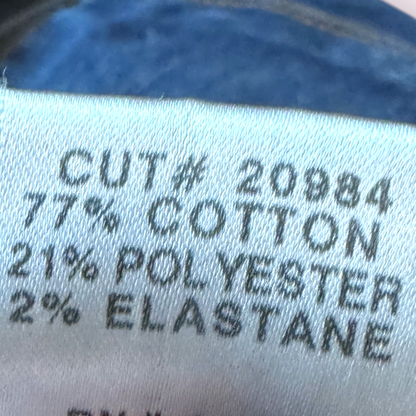 CUT# 20984
77% COTTON
21% POLYESTER
2% ELASTANE